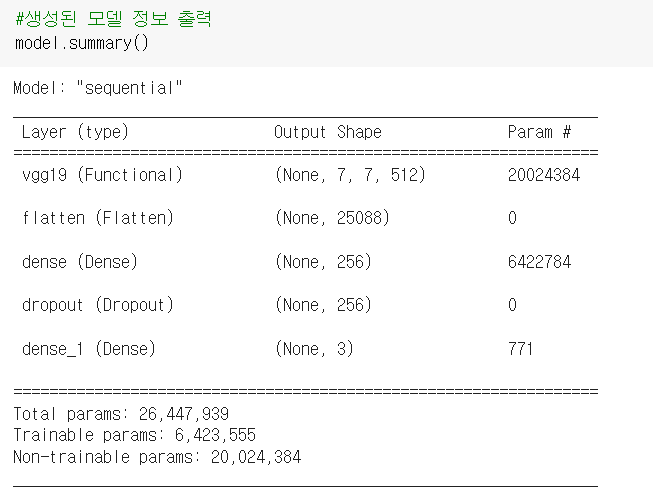 #생성된 모델 정보 출력
model.summary()
Model: "sequential"
Layer (type) Output Shape Param #
vgg19 (Functional) (None, 7, 7, 512) 20024384
flatten (Flatten) (None, 25088) 0
dense (Dense) (None, 256) 6422784
dropout (Dropout) (None, 256) 0
dense_1 (Dense) (None, 3) 771
Total params: 26,447,939
Trainable params: 6,423,555
Non-trainable params: 20,024,384